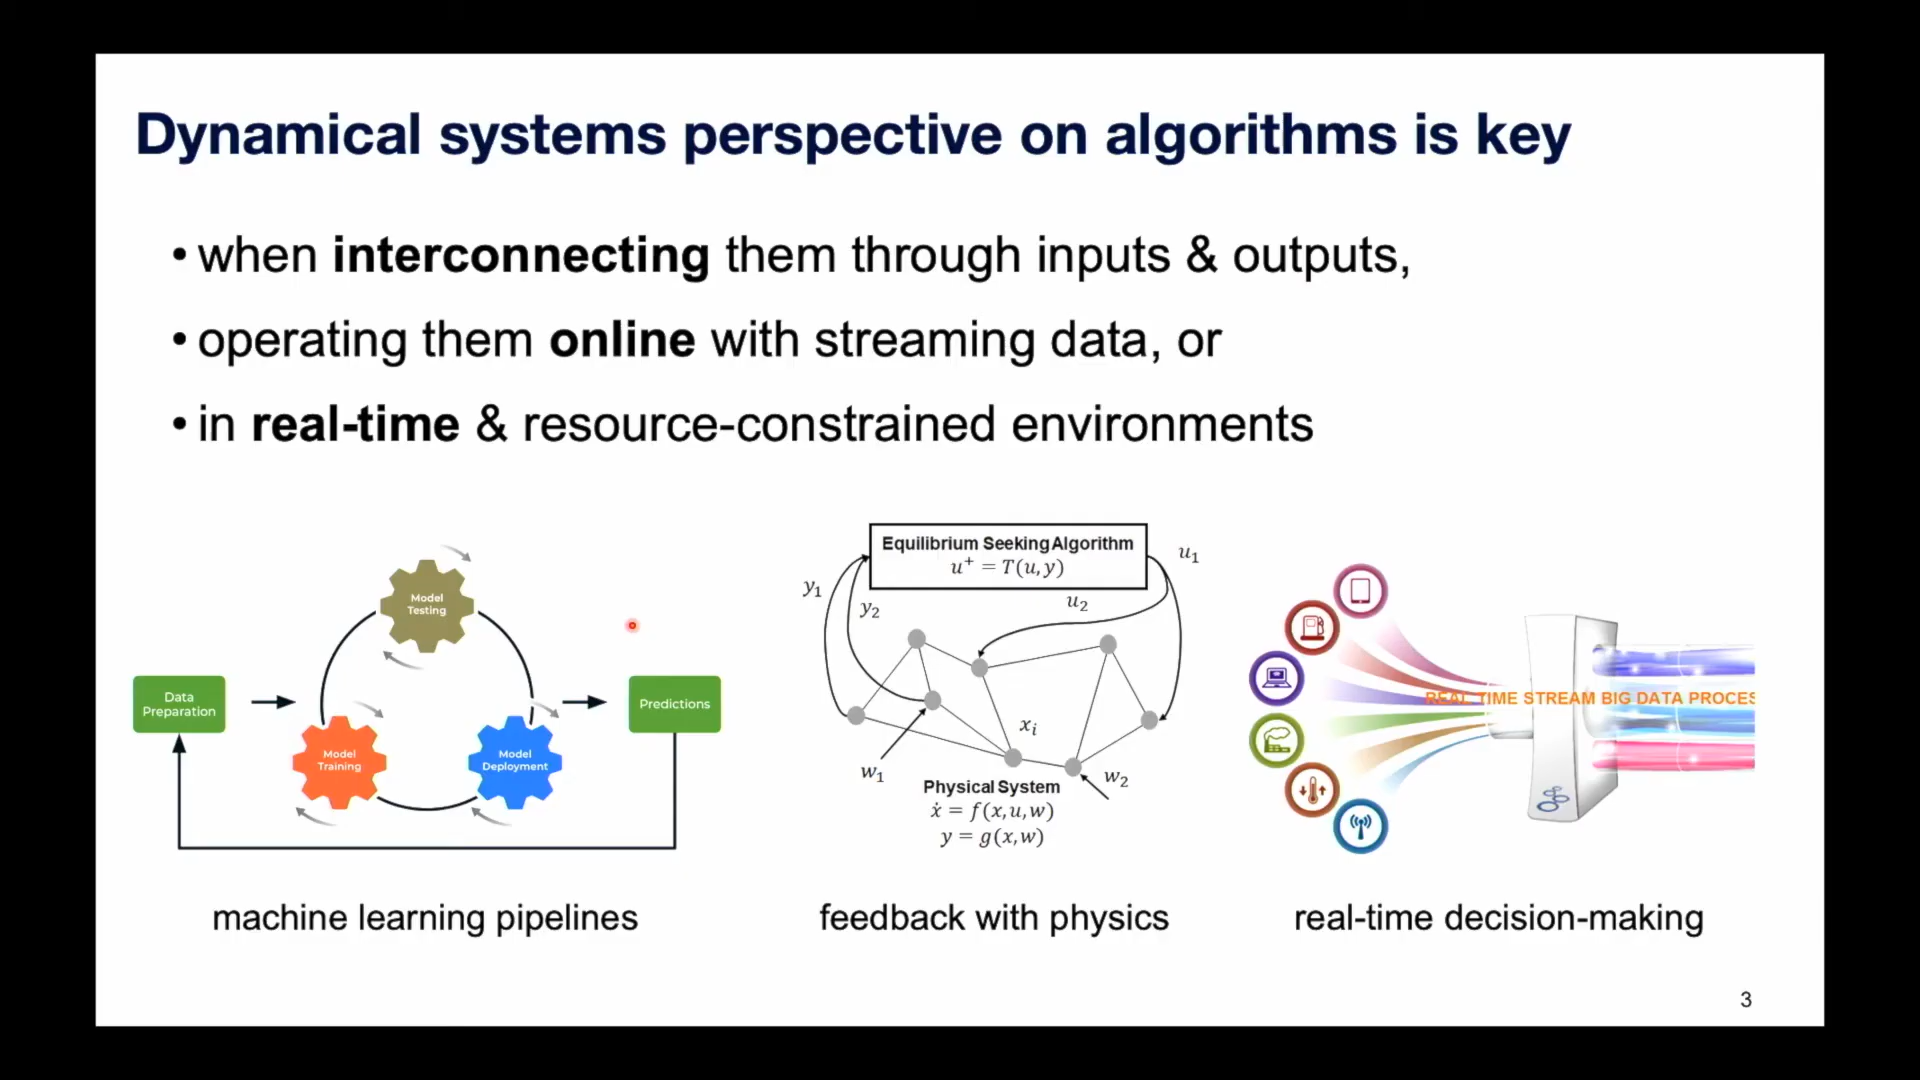 Dynamical systems perspective on algorithms is key
• when interconnecting them through inputs & outputs,
• operating them online with streaming data, or
• in real-time & resource-constrained environments
Model
Testing
Data
Preparation
Predictions
Model
Training
Model
Deployment
machine learning pipelines
Equilibrium Seeking Algorithm
u⁺ = T(u, y)
y₁
y₂
u₁
u₂
xᵢ
w₁
w₂
Physical System
ẋ = f(x, u, w)
y = g(x, w)
feedback with physics
REAL TIME STREAM BIG DATA PROCES
real-time decision-making
3